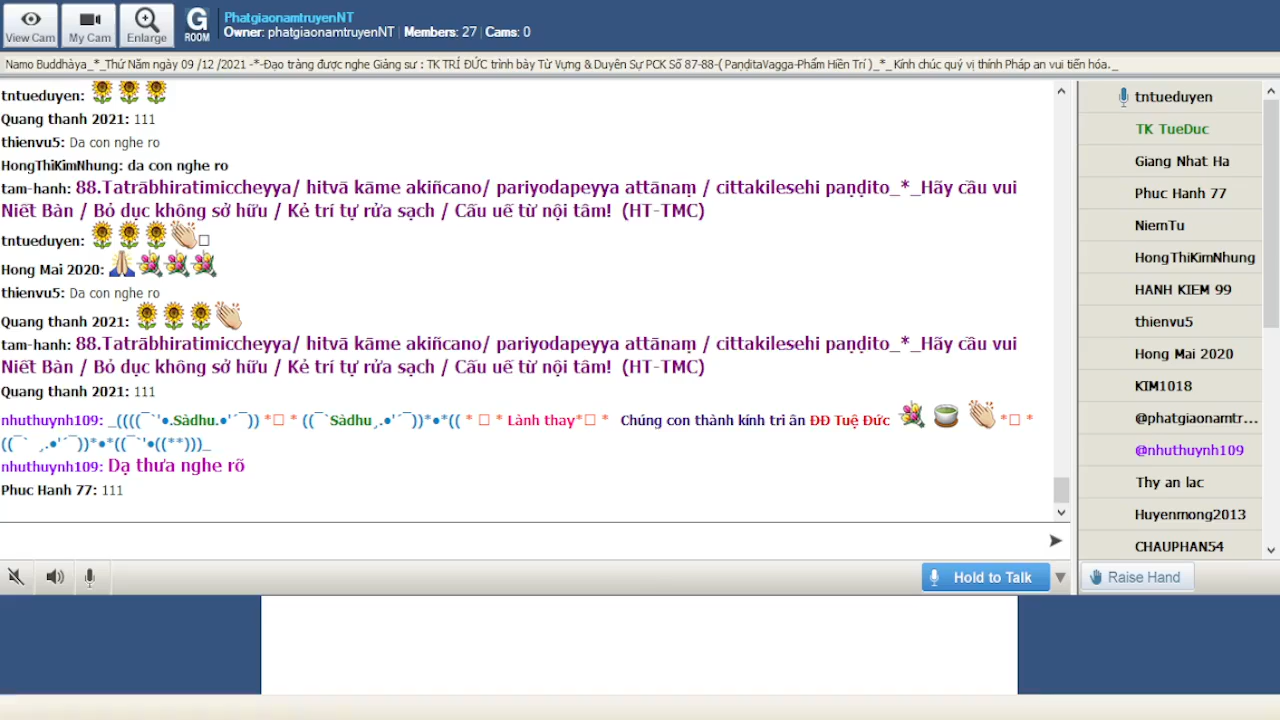 View Cam
My Cam
Enlarge
G
ROOM
PhatgiaonamtruyenNT
Owner: phatgiaonamtruyenNT | Members: 27 | Cams: 0
Namo Buddhàya_*_Thứ Năm ngày 09 /12 /2021 -*-Đạo tràng được nghe Giảng sư : TK TRÍ ĐỨC trình bày Từ Vựng & Duyên Sự PCK Số 87-88-( PaṇḍitaVagga-Phẩm Hiền Trí )_*_ Kính chúc quý vị thính Pháp an vui tiến hóa._
tntueduyen:
Quang thanh 2021: 111
thienvu5: Da con nghe ro
HongThiKimNhung: da con nghe ro
tam-hanh: 88.Tatrābhiratimiccheyya/ hitvā kāme akiñcano/ pariyodapeyya attānaṃ / cittakilesehi paṇḍito_*_Hãy cầu vui
Niết Bàn / Bỏ dục không sở hữu / Kẻ trí tự rửa sạch / Cấu uế từ nội tâm! (HT-TMC)
tntueduyen:
Hong Mai 2020:
thienvu5: Da con nghe ro
Quang thanh 2021:
tam-hanh: 88.Tatrābhiratimiccheyya/ hitvā kāme akiñcano/ pariyodapeyya attānaṃ / cittakilesehi paṇḍito_*_Hãy cầu vui
Niết Bàn / Bỏ dục không sở hữu / Kẻ trí tự rửa sạch / Cấu uế từ nội tâm! (HT-TMC)
Quang thanh 2021: 111
nhuthuynh109: _((((¯`'•.Sàdhu.•'´¯)) *□ * ((¯`Sàdhu¸.•'´¯))*•*(( * □ * Lành thay*□ * Chúng con thành kính tri ân ĐĐ Tuệ Đức *□ *
((¯` ¸.•'´¯))*•*((¯`'•((**)))_
nhuthuynh109: Dạ thưa nghe rõ
Phuc Hanh 77: 111
Hold to Talk
tntueduyen
TK TueDuc
Giang Nhat Ha
Phuc Hanh 77
NiemTu
HongThiKimNhung
HANH KIEM 99
thienvu5
Hong Mai 2020
KIM1018
@phatgiaonamtr...
@nhuthuynh109
Thy an lac
Huyenmong2013
CHAUPHAN54
Raise Hand